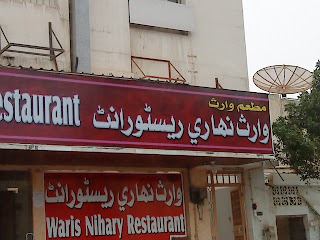 مطعم وارث
وارث نهاري ريسٹورانٹ
estaurant
وارث نهاري ريسٹورانٹ
Waris Nihary Restaurant